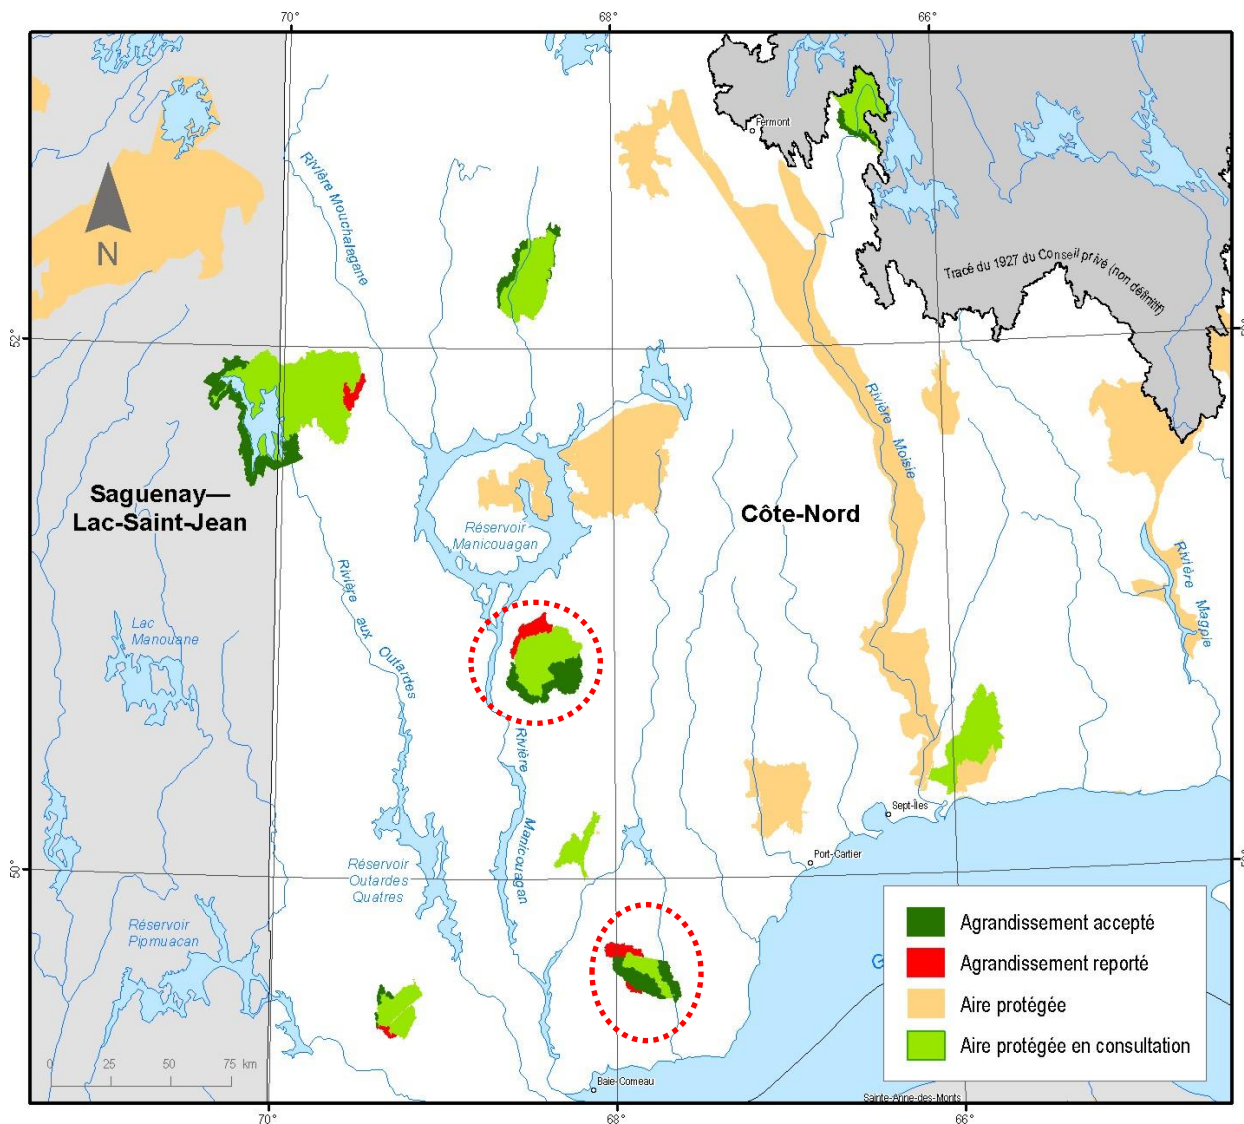 70°
68°
66°
Fermont
Rivière Mouchalagane
N
Tracé du 1927 du Conseil privé (non définitif)
52°
Rivière Moisie
Saguenay—
Lac-Saint-Jean
Côte-Nord
Réservoir
Manicouagan
Rivière Magpie
Rivière aux Outardes
Lac
Manouane
Rivière Manicouagan
Sept-Îles
Port-Cartier
50°
Réservoir
Outardes
Quatres
Réservoir
Pipmuacan
G
Agrandissement accepté
Agrandissement reporté
Aire protégée
Aire protégée en consultation
0 25 50 75 km
Baie-Comeau
Sainte-Anne-des-Monts
70°
68°
66°